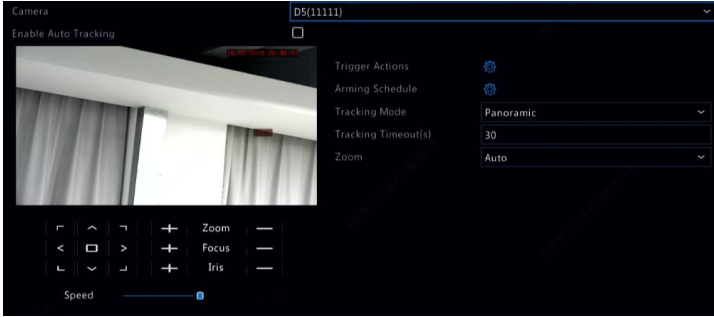 Camera
D5(11111)
Enable Auto Tracking
Trigger Actions
Arming Schedule
Tracking Mode
Panoramic
Tracking Timeout(s)
30
Zoom
Auto
Zoom
Focus
Iris
Speed